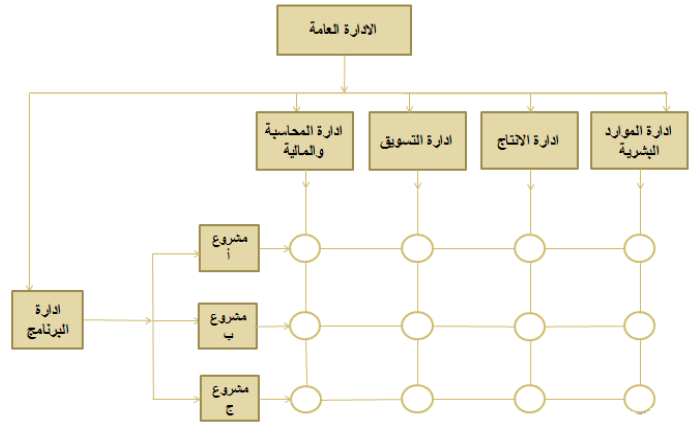 الادارة العامة
ادارة الموارد
البشرية
ادارة الانتاج
ادارة التسويق
ادارة المحاسبة
والمالية
مشروع
أ
ادارة
البرنامج
مشروع
ب
مشروع
ج